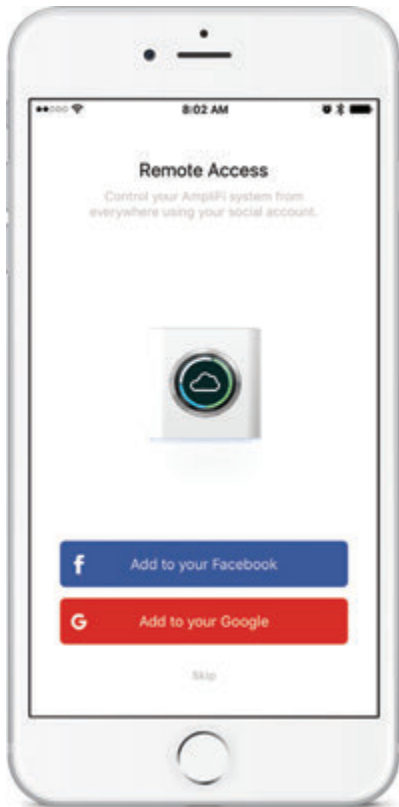 8:02 AM
Remote Access
Control your AmpliFi system from
everywhere using your social account.
f Add to your Facebook
G Add to your Google
Skip